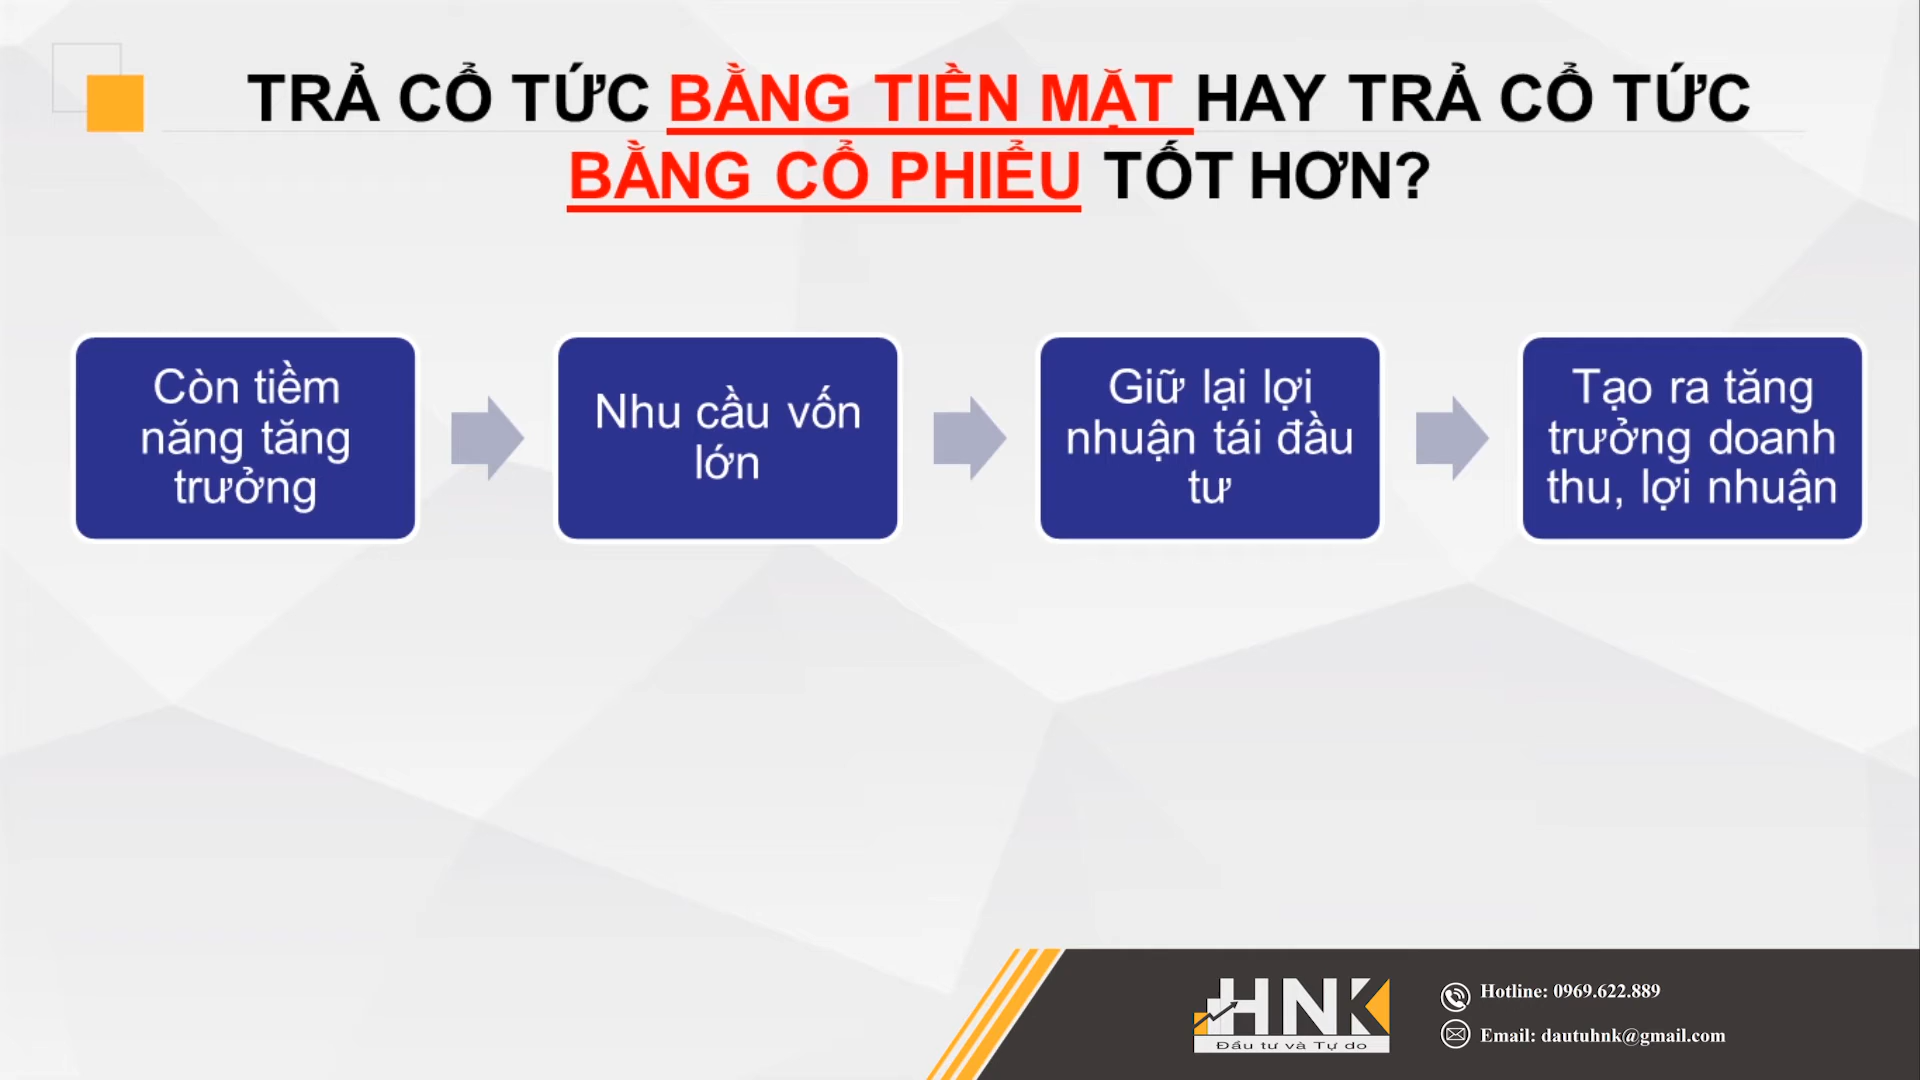 TRẢ CỔ TỨC BẰNG TIỀN MẶT HAY TRẢ CỔ TỨC
BẰNG CỔ PHIẾU TỐT HƠN?
Còn tiềm
năng tăng
trưởng
Nhu cầu vốn
lớn
Giữ lại lợi
nhuận tái đầu
tư
Tạo ra tăng
trưởng doanh
thu, lợi nhuận
HNK
Đầu tư và Tự do
Hotline: 0969.622.889
Email: dautuhnk@gmail.com